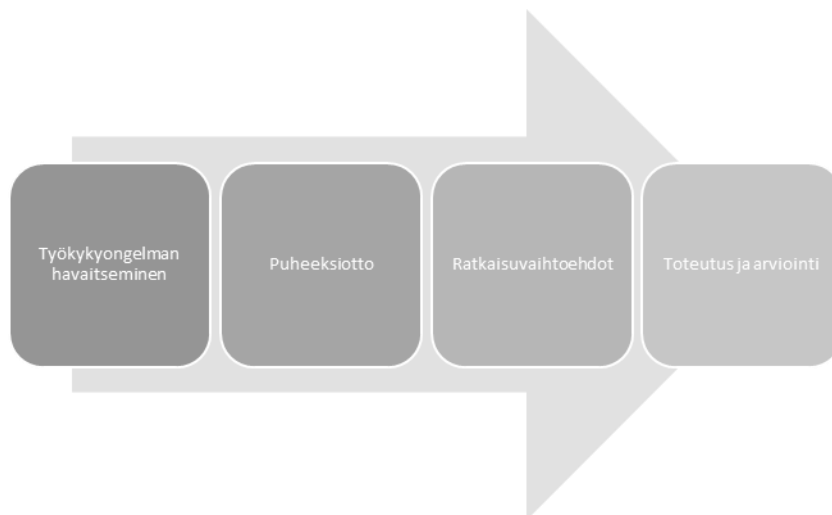 Työkykyongelman
havaitseminen
Puheeksiotto
Ratkaisuvaihtoehdot
Toteutus ja arviointi